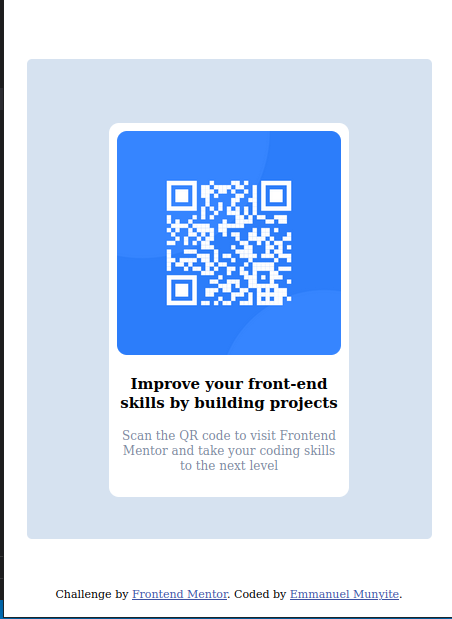 Improve your front-end
skills by building projects
Scan the QR code to visit Frontend
Mentor and take your coding skills
to the next level
Challenge by Frontend Mentor. Coded by Emmanuel Munyite.